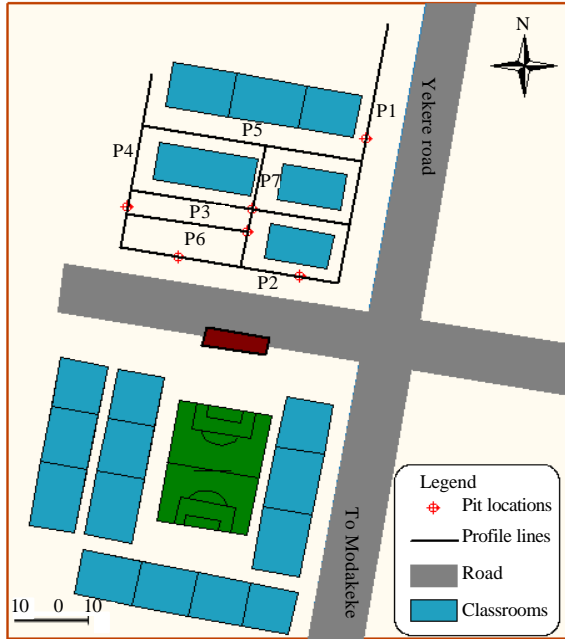 N
P1
Yekere road
P5
P4
P7
P3
P6
P2
To Modakeke
Legend
Pit locations
Profile lines
Road
Classrooms
10 0 10